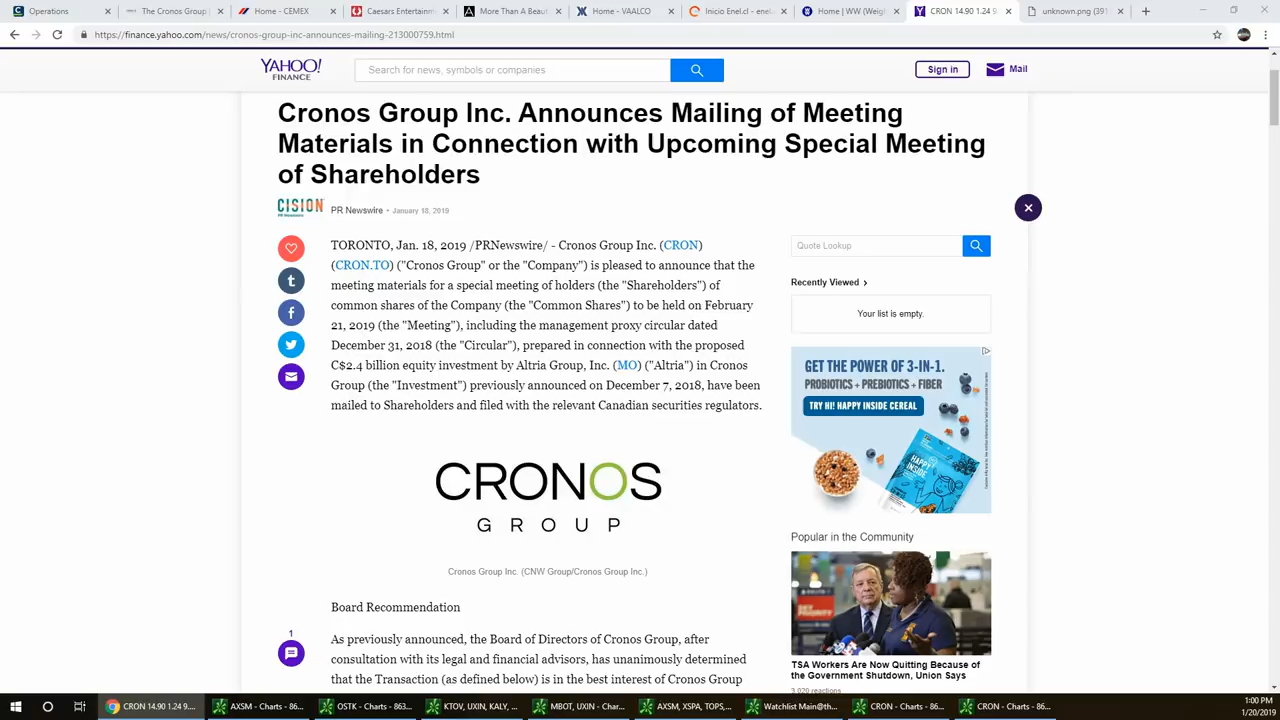 Operations
The Cronos Group
Home - CEMEX
Caesars Entertainm
More Than A Beaut
Home - VAALCO
Inicio Enel.cl - enel
Home | WW (Weigh
CRON 14.90 1.24 9.
unknown.png (391
https://finance.yahoo.com/news/cronos-group-inc-announces-mailing-213000759.html
YAHOO!
FINANCE
Search for news, symbols or companies
Sign in
Mail
Cronos Group Inc. Announces Mailing of Meeting
Materials in Connection with Upcoming Special Meeting
of Shareholders
CISION
PR Newswire
PR Newswire • January 18, 2019
TORONTO, Jan. 18, 2019 /PRNewswire/ - Cronos Group Inc. (CRON)
(CRON.TO) ("Cronos Group" or the "Company") is pleased to announce that the
meeting materials for a special meeting of holders (the "Shareholders") of
common shares of the Company (the "Common Shares") to be held on February
21, 2019 (the "Meeting"), including the management proxy circular dated
December 31, 2018 (the "Circular"), prepared in connection with the proposed
C$2.4 billion equity investment by Altria Group, Inc. (MO) ("Altria") in Cronos
Group (the "Investment") previously announced on December 7, 2018, have been
mailed to Shareholders and filed with the relevant Canadian securities regulators.
CRONOS
GROUP
Cronos Group Inc. (CNW Group/Cronos Group Inc.)
Board Recommendation
1
As previously announced, the Board of Directors of Cronos Group, after
consultation with its legal and financial advisors, has unanimously determined
that the Transaction (as defined below) is in the best interest of Cronos Group
Quote Lookup
Recently Viewed
Your list is empty.
GET THE POWER OF 3-IN-1.
PROBIOTICS + PREBIOTICS + FIBER
TRY HI! HAPPY INSIDE CEREAL
HAPPY
INSIDE
Popular in the Community
TSA Workers Are Now Quitting Because of
the Government Shutdown, Union Says
3,020 reactions
CRON 14.90 1.24 9....
AXSM - Charts - 86...
OSTK - Charts - 863...
KTOV, UXIN, KALY, ...
MBOT, UXIN - Char...
AXSM, XSPA, TOPS,...
Watchlist Main@th...
CRON - Charts - 86...
CRON - Charts - 86...
1:00 PM
1/20/2019